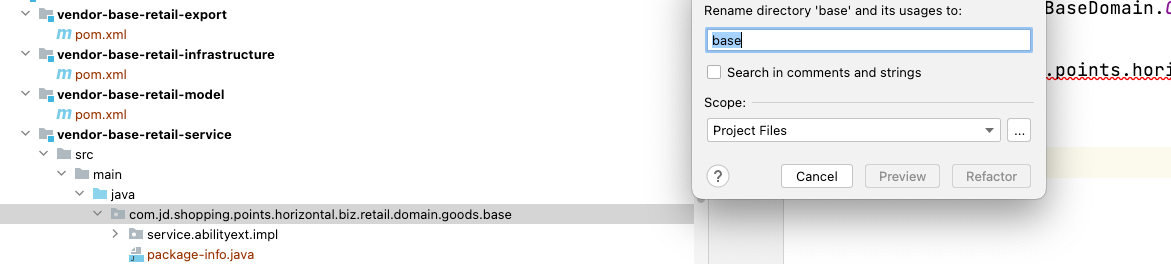 vendor-base-retail-export
m pom.xml
vendor-base-retail-infrastructure
m pom.xml
vendor-base-retail-model
m pom.xml
vendor-base-retail-service
src
main
java
com.jd.shopping.points.horizontal.biz.retail.domain.goods.base
service.abilityext.impl
package-info.java
Rename directory 'base' and its usages to:
base
Search in comments and strings
Scope:
Project Files
...
?
Cancel
Preview
Refactor
BaseDomain.
.points.hori